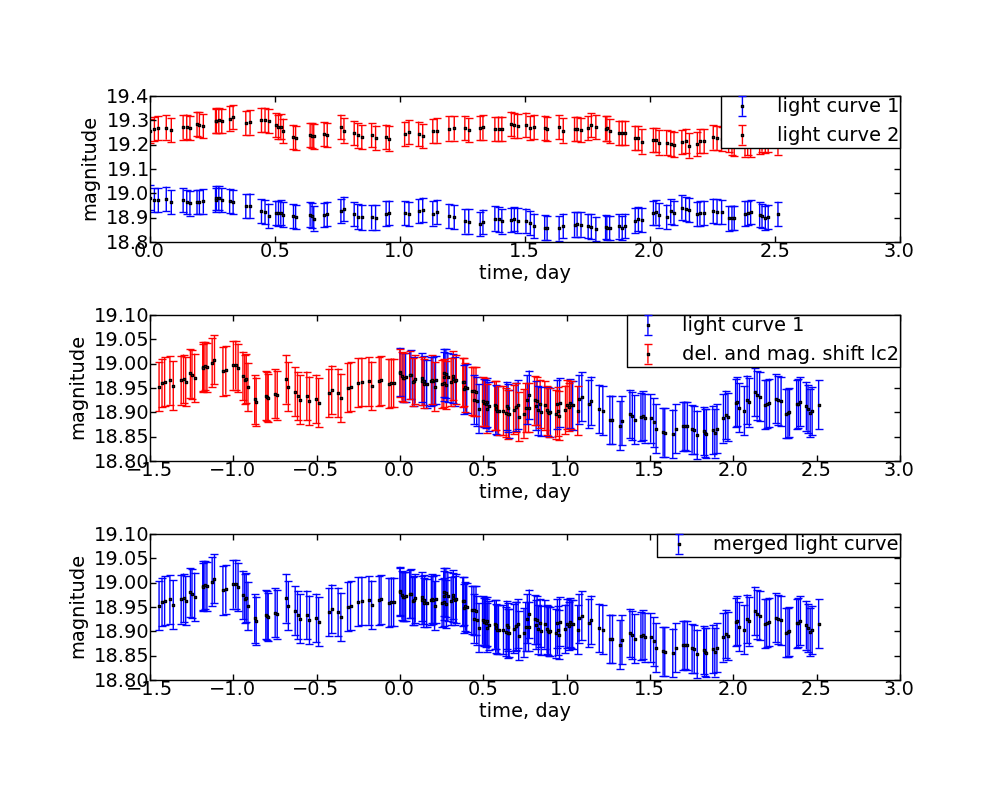 19.4
19.3
19.2
19.1
19.0
18.9
18.8
magnitude
light curve 1
light curve 2
0.0 0.5 1.0 1.5 2.0 2.5 3.0
time, day
19.10
19.05
19.00
18.95
18.90
18.85
18.80
magnitude
light curve 1
del. and mag. shift lc2
−1.5 −1.0 −0.5 0.0 0.5 1.0 1.5 2.0 2.5 3.0
time, day
19.10
19.05
19.00
18.95
18.90
18.85
18.80
magnitude
merged light curve
−1.5 −1.0 −0.5 0.0 0.5 1.0 1.5 2.0 2.5 3.0
time, day